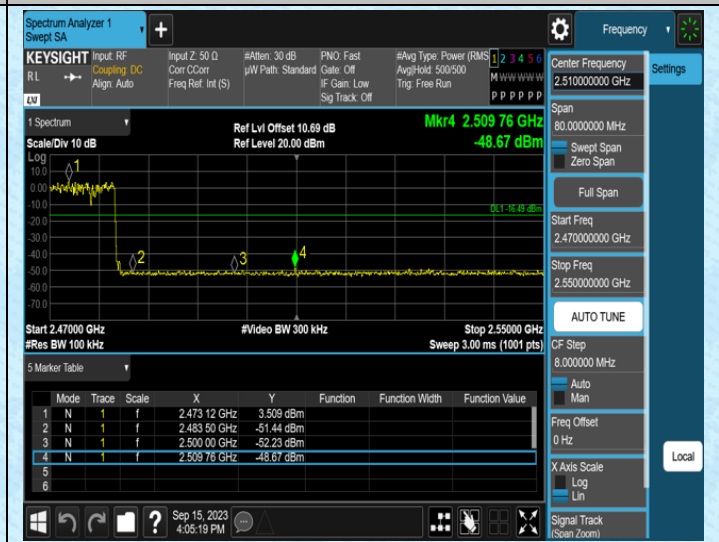 Spectrum Analyzer 1
Swept SA
+
Frequency
KEYSIGHT
RL
LXI
Input: RF
Coupling: DC
Align: Auto
Input Z: 50 Ω
Corr CCorr
Freq Ref: Int (S)
#Atten: 30 dB
µW Path: Standard
PNO: Fast
Gate: Off
IF Gain: Low
Sig Track: Off
#Avg Type: Power (RMS
Avg|Hold: 500/500
Trig: Free Run
1 2 3 4 5 6
M W W W W W
P P P P P P
Settings
1 Spectrum
Scale/Div 10 dB
Ref Lvl Offset 10.69 dB
Ref Level 20.00 dBm
Mkr4 2.509 76 GHz
-48.67 dBm
Log
10.0
0.00
-10.0
-20.0
-30.0
-40.0
-50.0
-60.0
-70.0
1
2
3
4
DL1 -16.49 dBm
Start 2.47000 GHz
#Res BW 100 kHz
#Video BW 300 kHz
Stop 2.55000 GHz
Sweep 3.00 ms (1001 pts)
5 Marker Table
Mode Trace Scale X Y Function Function Width Function Value
1 N 1 f 2.473 12 GHz 3.509 dBm
2 N 1 f 2.483 50 GHz -51.44 dBm
3 N 1 f 2.500 00 GHz -52.23 dBm
4 N 1 f 2.509 76 GHz -48.67 dBm
5
6
Center Frequency
2.510000000 GHz
Span
80.0000000 MHz
Swept Span
Zero Span
Full Span
Start Freq
2.470000000 GHz
Stop Freq
2.550000000 GHz
AUTO TUNE
CF Step
8.000000 MHz
Auto
Man
Freq Offset
0 Hz
X Axis Scale
Log
Lin
Signal Track
(Span Zoom)
Local
?
Sep 15, 2023
4:05:19 PM